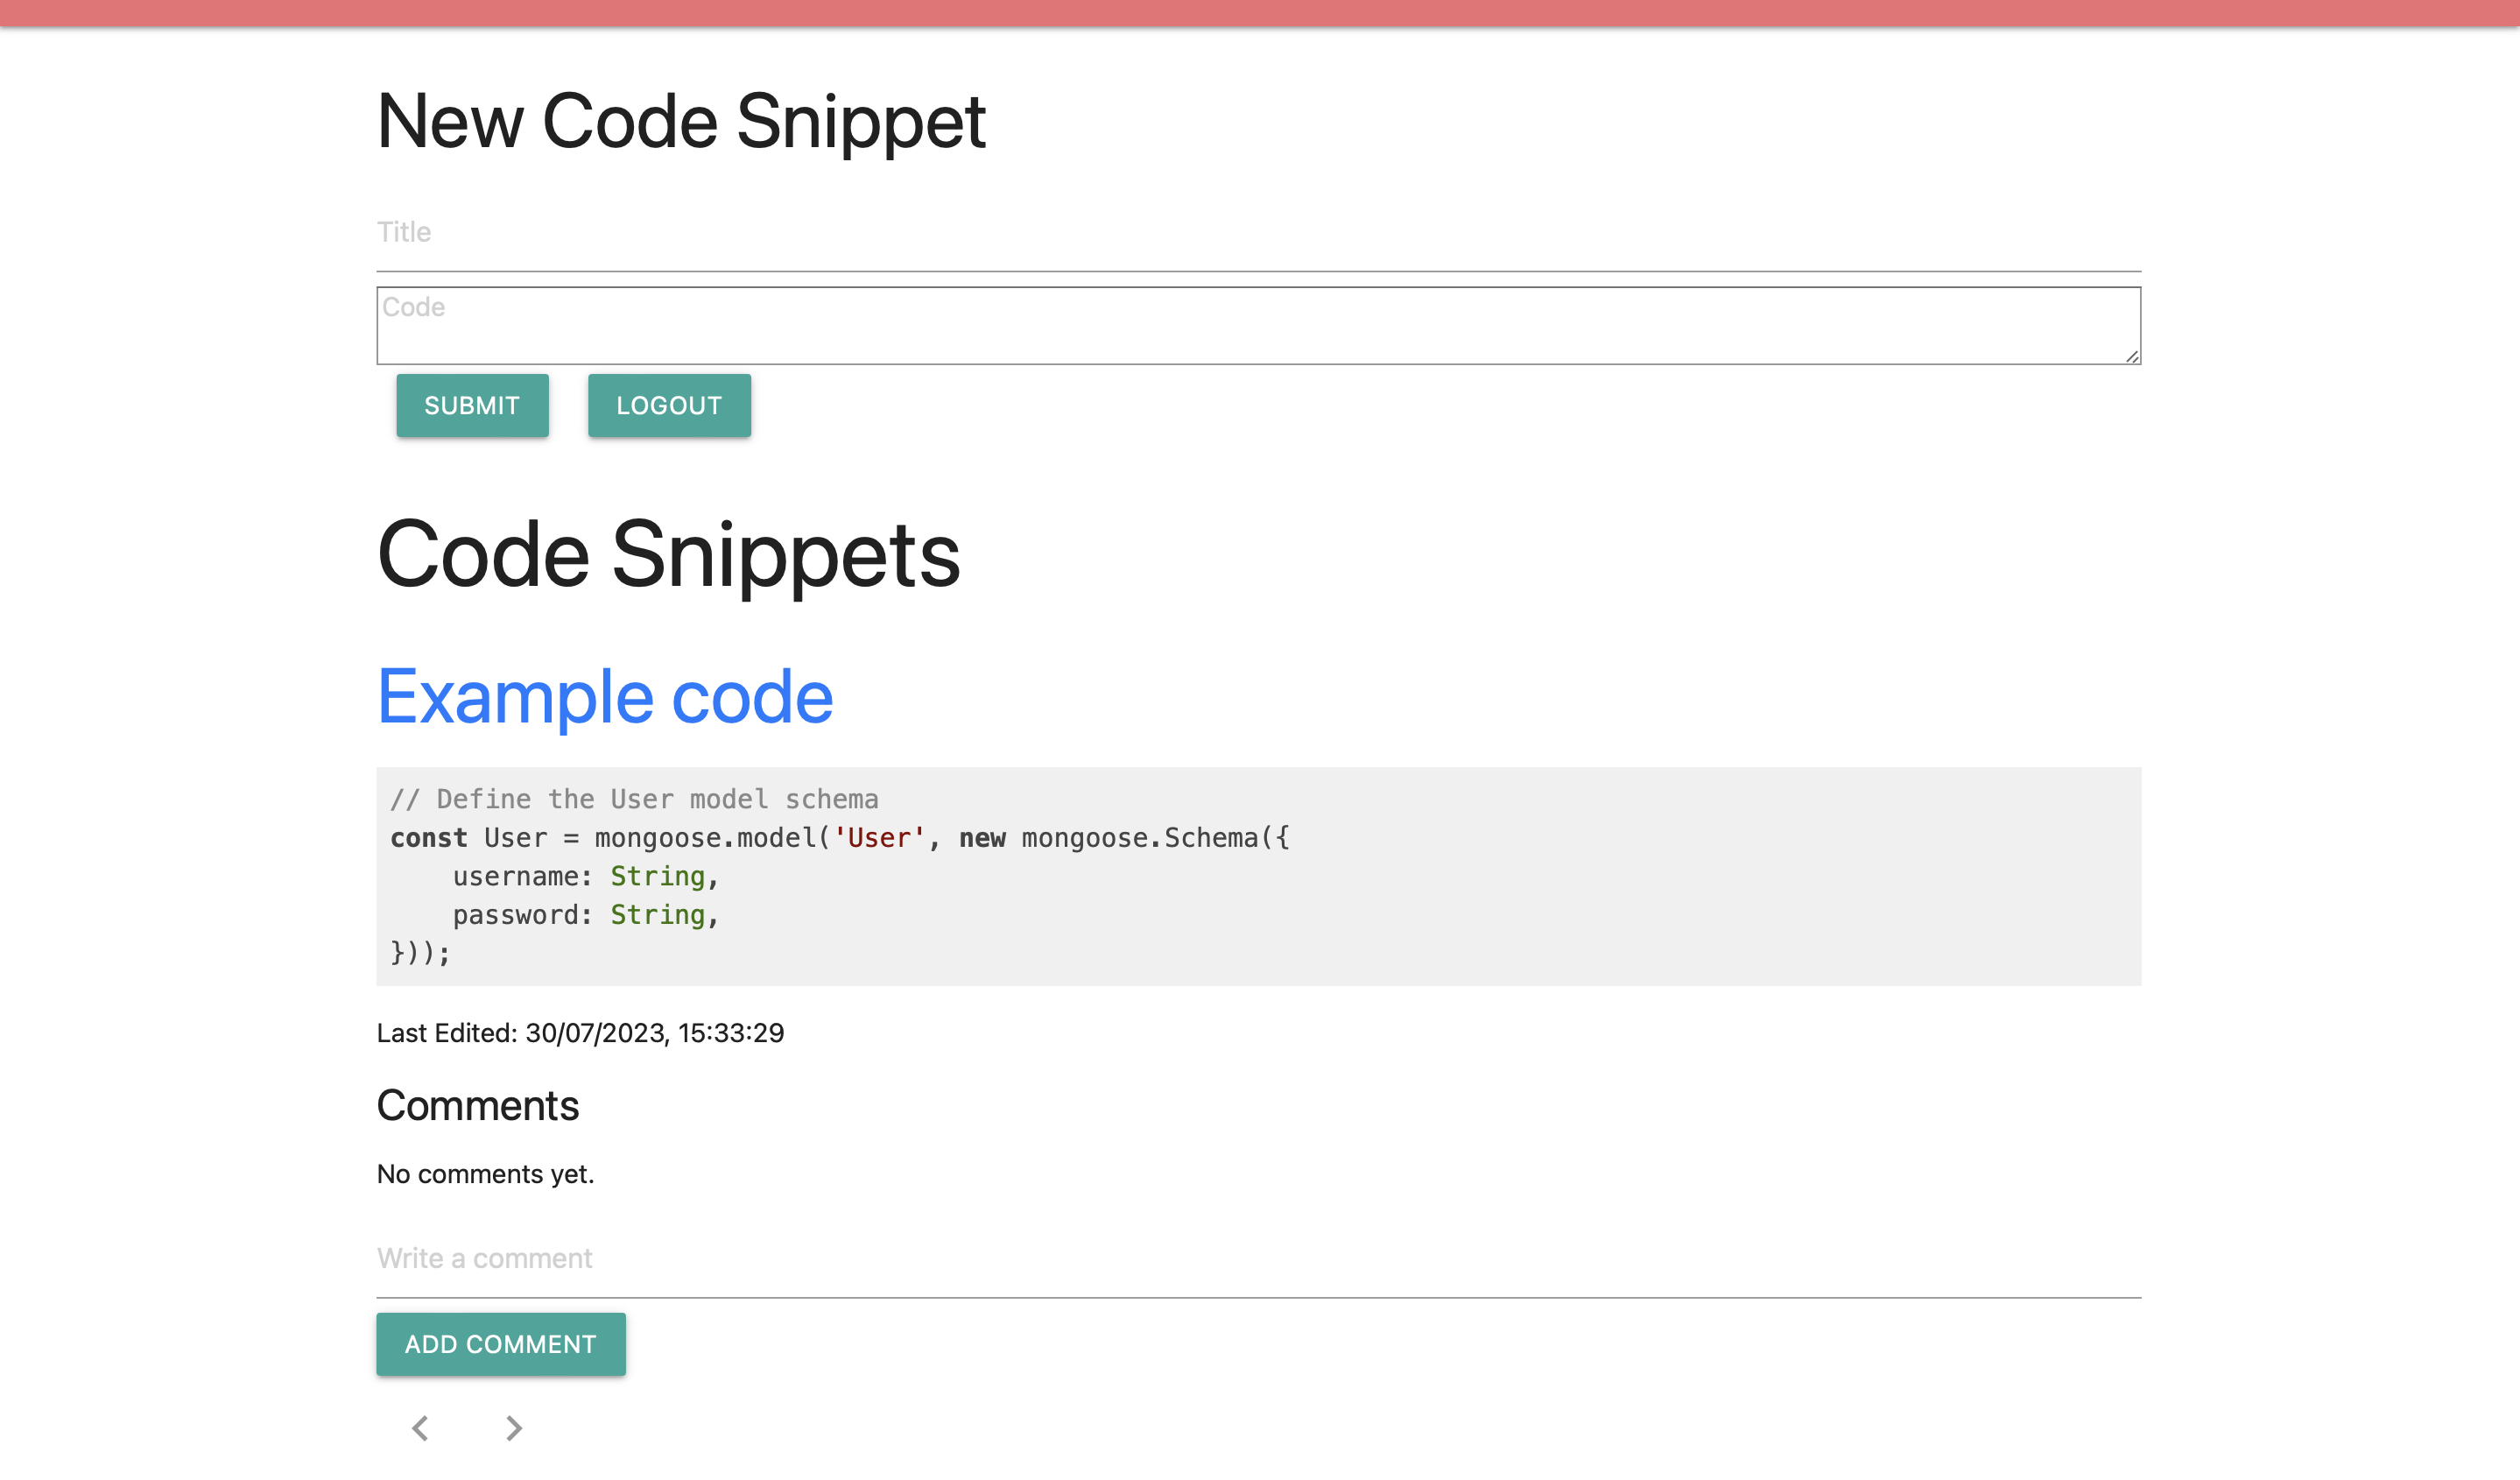 New Code Snippet
Title
Code
SUBMIT LOGOUT
Code Snippets
Example code
// Define the User model schema
const User = mongoose.model('User', new mongoose.Schema({
    username: String,
    password: String,
}));
Last Edited: 30/07/2023, 15:33:29
Comments
No comments yet.
Write a comment
ADD COMMENT